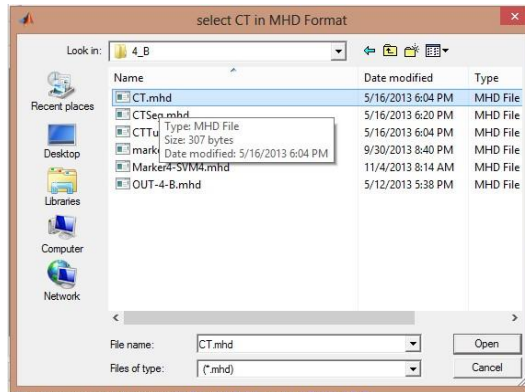 select CT in MHD Format
Look in: 4_B
Name Date modified Type
CT.mhd 5/16/2013 6:04 PM MHD File
CTSeg.mhd 5/16/2013 6:20 PM MHD File
CTTu 5/16/2013 6:04 PM MHD File
marke 9/30/2013 8:40 PM MHD File
Marker4-SVM4.mhd 11/4/2013 8:14 AM MHD File
OUT-4-B.mhd 5/12/2013 5:38 PM MHD File
Type: MHD File
Size: 307 bytes
Date modified: 5/16/2013 6:04 PM
Recent places
Desktop
Libraries
Computer
Network
File name: CT.mhd Open
Files of type: (*.mhd) Cancel